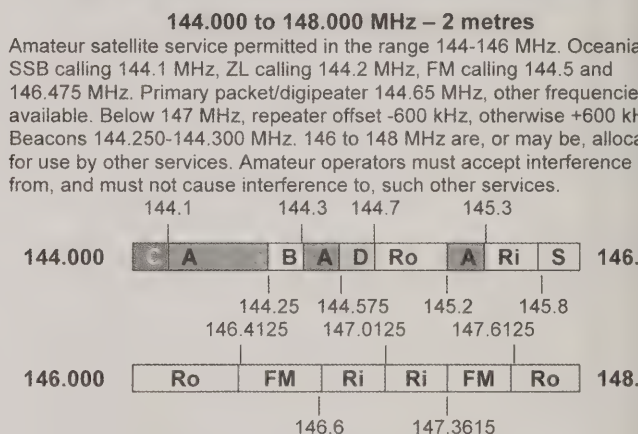 144.000 to 148.000 MHz – 2 metres
Amateur satellite service permitted in the range 144-146 MHz. Oceania
SSB calling 144.1 MHz, ZL calling 144.2 MHz, FM calling 144.5 and
146.475 MHz. Primary packet/digipeater 144.65 MHz, other frequencie
available. Below 147 MHz, repeater offset -600 kHz, otherwise +600 kH
Beacons 144.250-144.300 MHz. 146 to 148 MHz are, or may be, alloca
for use by other services. Amateur operators must accept interference
from, and must not cause interference to, such other services.
144.1 144.3 144.7 145.3
144.000 C A B A D Ro A Ri S 146.
144.25 144.575 145.2 145.8
146.4125 147.0125 147.6125
146.000 Ro FM Ri Ri FM Ro 148.
146.6 147.3615